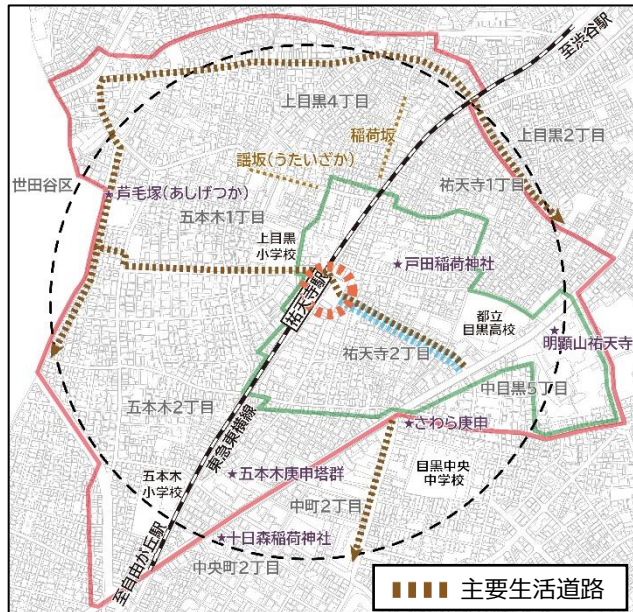 至渋谷駅
上目黒4丁目
上目黒2丁目
稲荷坂
謡坂(うたいざか)
祐天寺1丁目
世田谷区
★芦毛塚(あしげつか)
五本木1丁目
上目黒
小学校
★戸田稲荷神社
祐天寺駅
都立
目黒高校
★
明顕山祐天寺
祐天寺2丁目
中目黒5丁目
五本木2丁目
東急東横線
★さわら庚申
五本木
小学校
★五本木庚申塔群
目黒中央
中学校
中町2丁目
★十日森稲荷神社
至自由が丘駅
中央町2丁目
主要生活道路